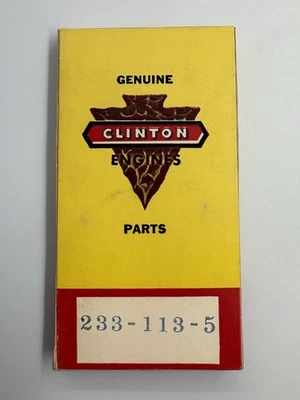 GENUINE
CLINTON
ENGINES
PARTS
233-113-5